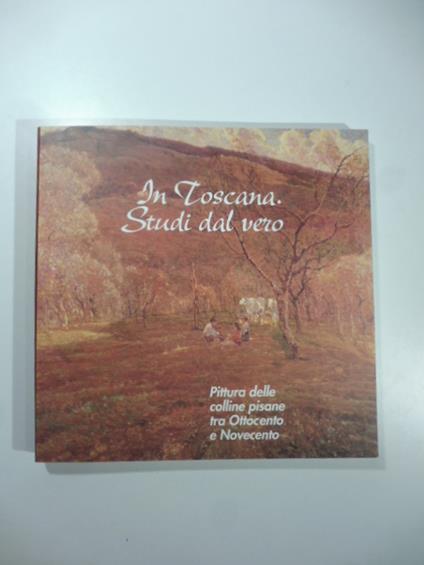 In Toscana.
Studi dal vero
Pittura delle
colline pisane
tra Ottocento
e Novecento